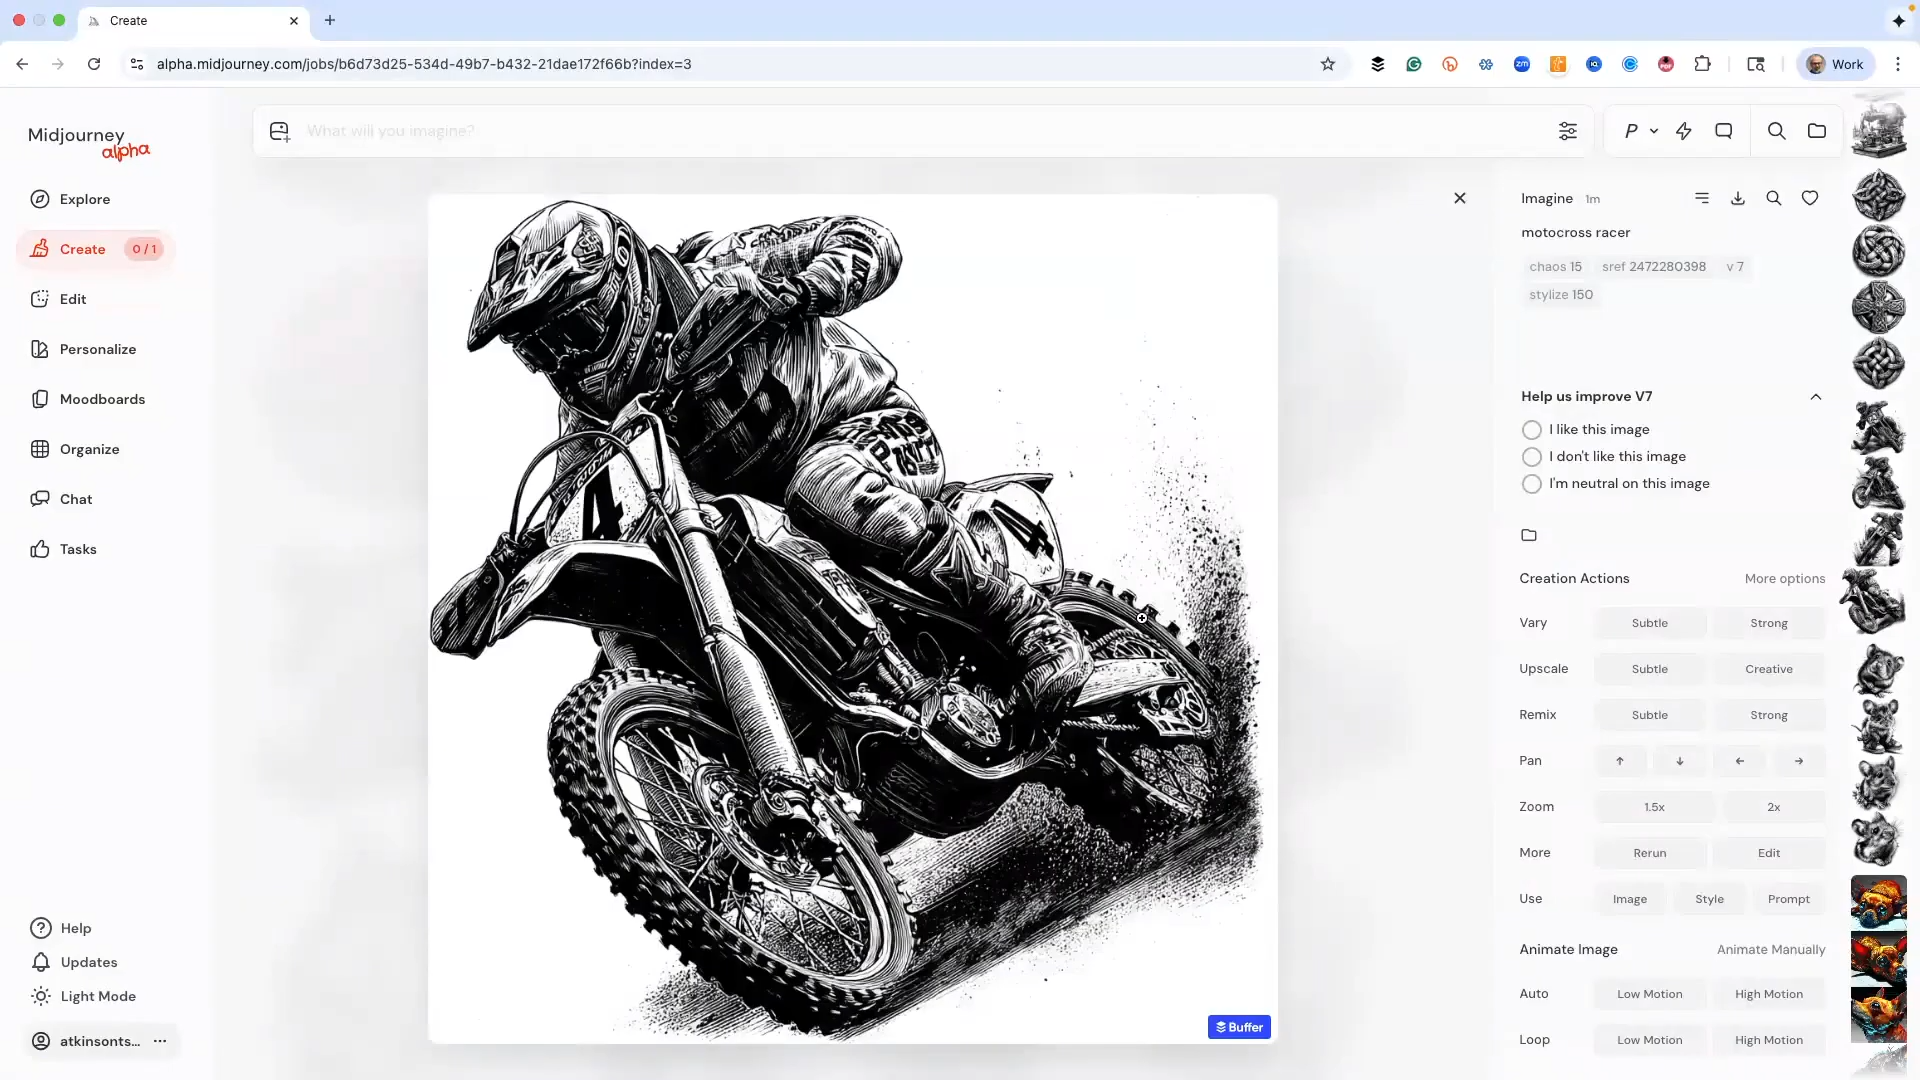 Create
alpha.midjourney.com/jobs/b6d73d25-534d-49b7-b432-21dae172f66b?index=3
Work
Midjourney
alpha
What will you imagine?
P
Explore
Create 0 / 1
Edit
Personalize
Moodboards
Organize
Chat
Tasks
Help
Updates
Light Mode
atkinsonts...
4
Buffer
Imagine 1m
motocross racer
chaos 15 sref 2472280398 v 7
stylize 150
Help us improve V7
I like this image
I don't like this image
I'm neutral on this image
Creation Actions More options
Vary Subtle Strong
Upscale Subtle Creative
Remix Subtle Strong
Pan ↑ ↓ ← →
Zoom 1.5x 2x
More Rerun Edit
Use Image Style Prompt
Animate Image Animate Manually
Auto Low Motion High Motion
Loop Low Motion High Motion